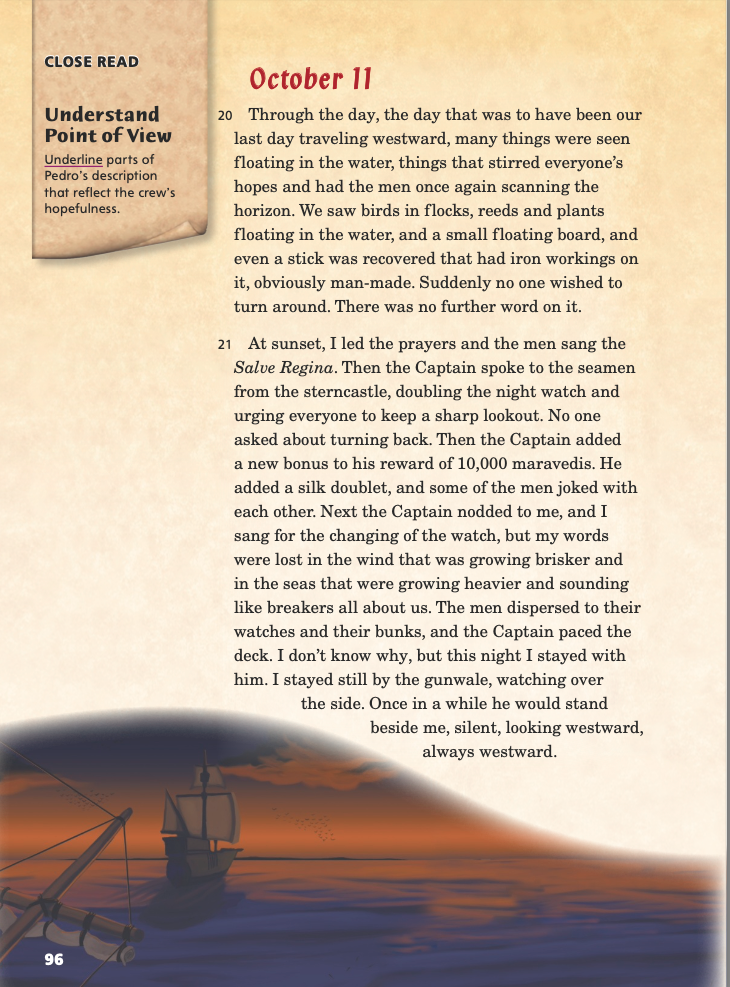 CLOSE READ
Understand
Point of View
Underline parts of
Pedro’s description
that reflect the crew’s
hopefulness.
October 11
20 Through the day, the day that was to have been our
last day traveling westward, many things were seen
floating in the water, things that stirred everyone’s
hopes and had the men once again scanning the
horizon. We saw birds in flocks, reeds and plants
floating in the water, and a small floating board, and
even a stick was recovered that had iron workings on
it, obviously man-made. Suddenly no one wished to
turn around. There was no further word on it.
21 At sunset, I led the prayers and the men sang the
Salve Regina. Then the Captain spoke to the seamen
from the sterncastle, doubling the night watch and
urging everyone to keep a sharp lookout. No one
asked about turning back. Then the Captain added
a new bonus to his reward of 10,000 maravedis. He
added a silk doublet, and some of the men joked with
each other. Next the Captain nodded to me, and I
sang for the changing of the watch, but my words
were lost in the wind that was growing brisker and
in the seas that were growing heavier and sounding
like breakers all about us. The men dispersed to their
watches and their bunks, and the Captain paced the
deck. I don’t know why, but this night I stayed with
him. I stayed still by the gunwale, watching over
the side. Once in a while he would stand
beside me, silent, looking westward,
always westward.
96